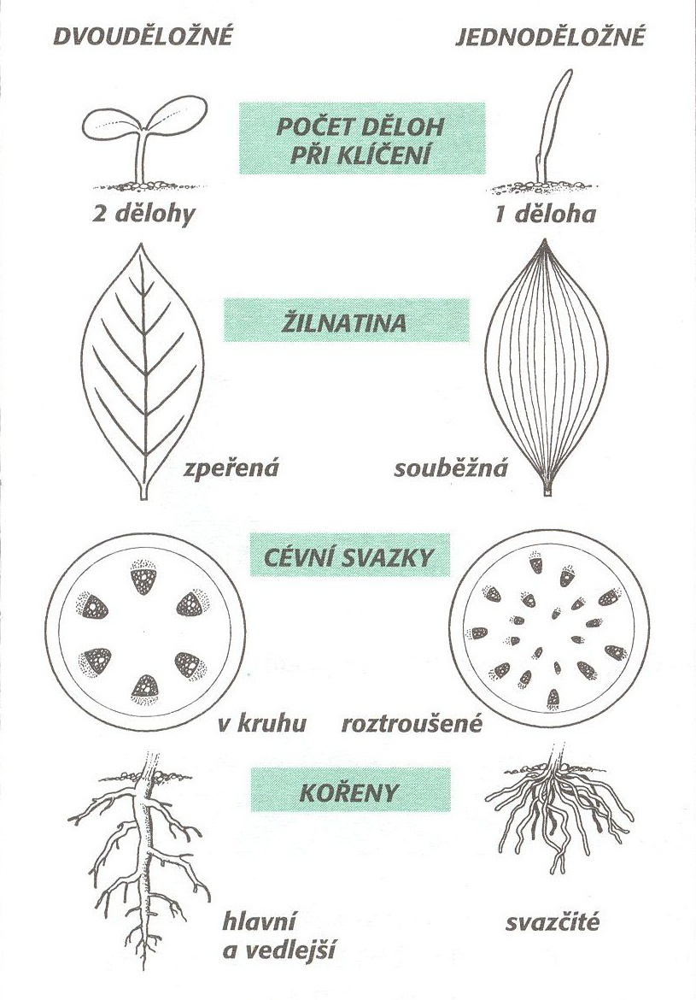 DVOUDĚLOŽNÉ
JEDNODĚLOŽNÉ
POČET DĚLOH
PŘI KLÍČENÍ
2 dělohy
1 děloha
ŽILNATINA
zpeřená
souběžná
CÉVNÍ SVAZKY
v kruhu
roztroušené
KOŘENY
hlavní
a vedlejší
svazčité